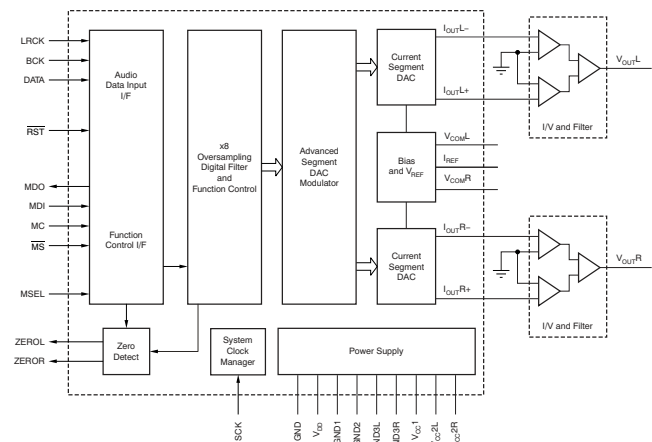 LRCK
BCK
DATA
RST
MDO
MDI
MC
MS
MSEL
ZEROL
ZEROR
Audio
Data Input
I/F
Function
Control I/F
Zero
Detect
x8
Oversampling
Digital Filter
and
Function Control
System
Clock
Manager
SCK
Advanced
Segment
DAC
Modulator
Current
Segment
DAC
Bias
and VREF
Current
Segment
DAC
Power Supply
IOUTL–
IOUTL+
VCOML
IREF
VCOMR
IOUTR–
IOUTR+
VOUTL
I/V and Filter
VOUTR
I/V and Filter
VDD
VCC1